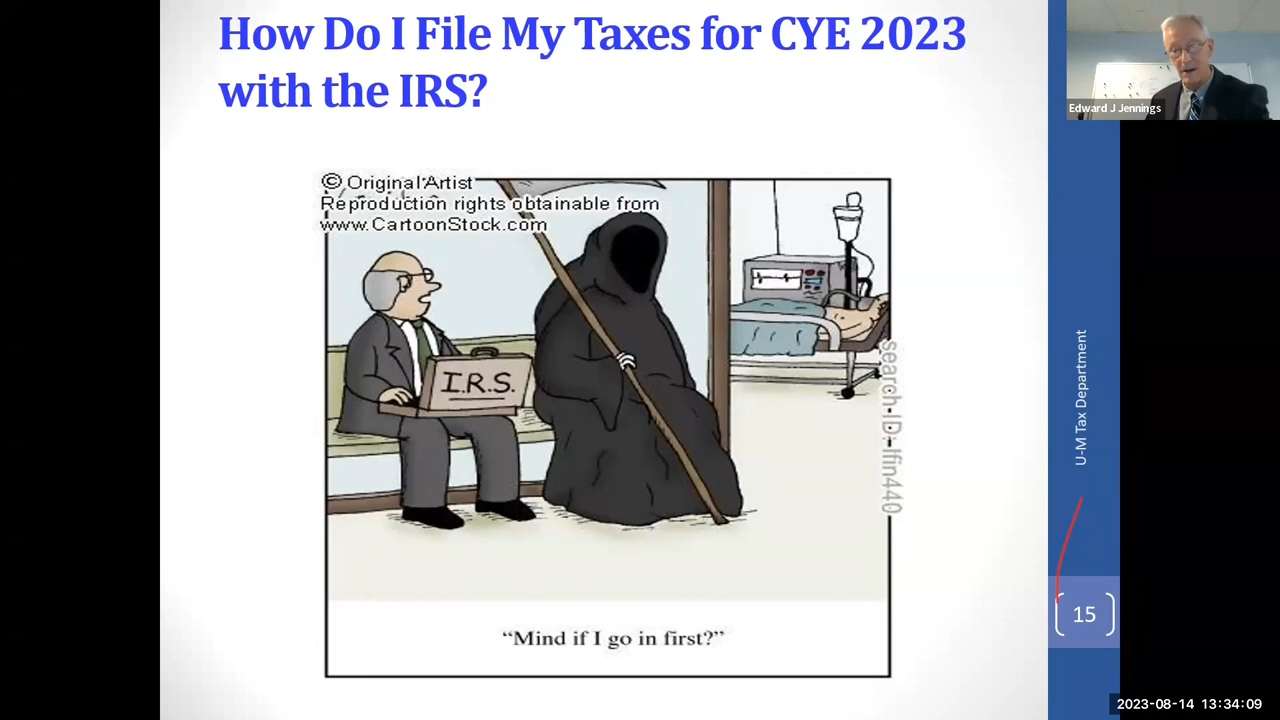 How Do I File My Taxes for CYE 2023
with the IRS?
Edward J Jennings
© Original Artist
Reproduction rights obtainable from
www.CartoonStock.com
I.R.S.
search ID: lfin440
“Mind if I go in first?”
U-M Tax Department
15
2023-08-14 13:34:09